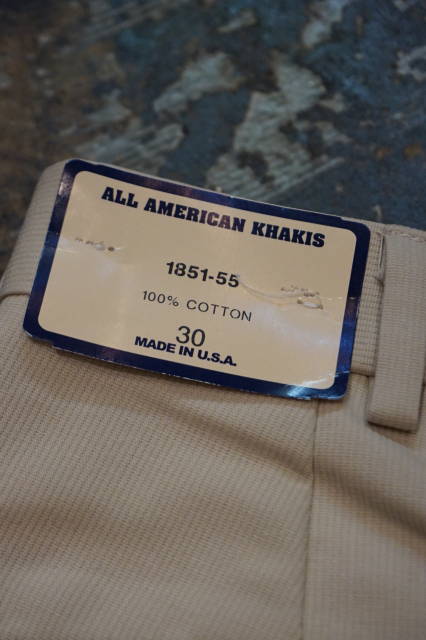 ALL AMERICAN KHAKIS
1851-55
100% COTTON
30
MADE IN U.S.A.